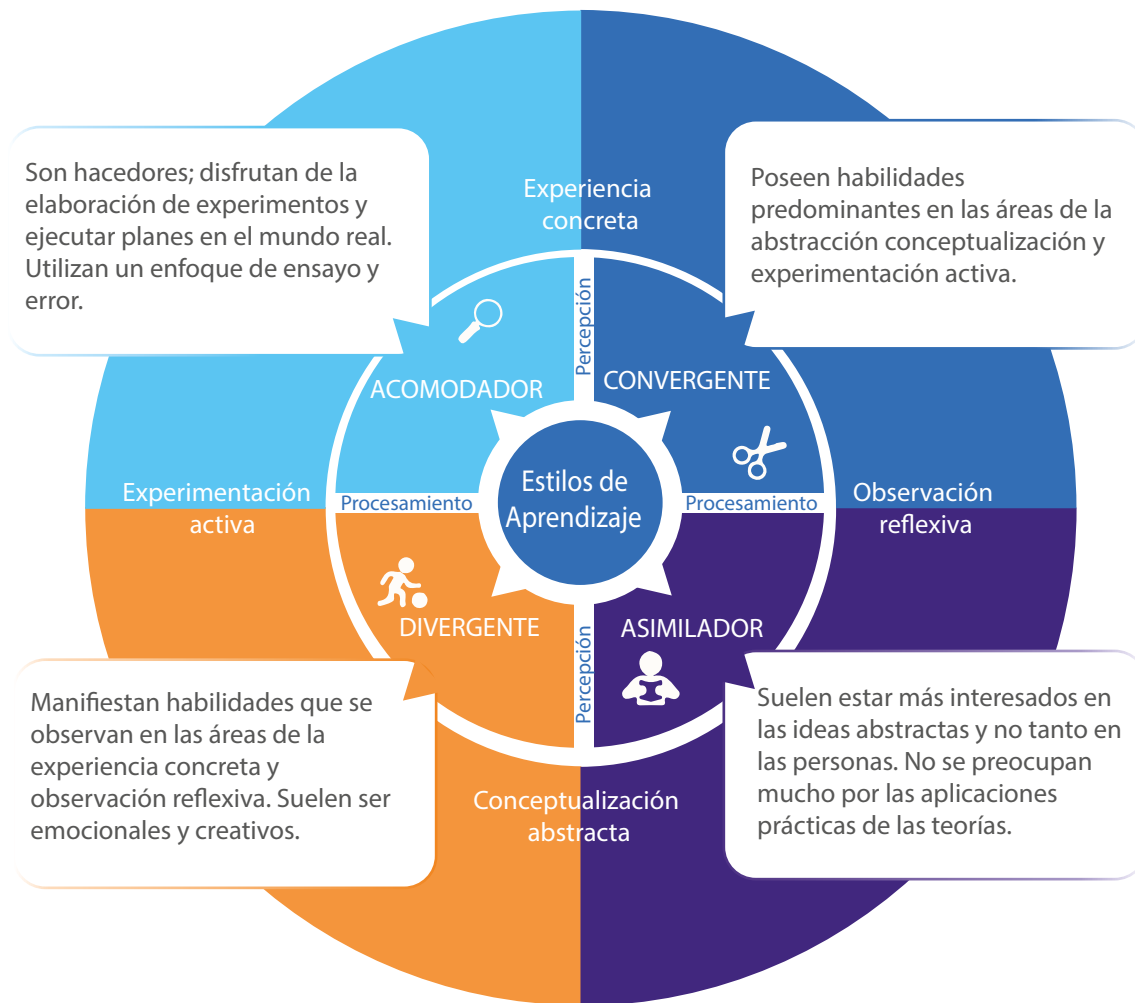 Son hacedores; disfrutan de la
elaboración de experimentos y
ejecutar planes en el mundo real.
Utilizan un enfoque de ensayo y
error.
Experiencia
concreta
Poseen habilidades
predominantes en las áreas de la
abstracción conceptualización y
experimentación activa.
Percepción
ACOMODADOR
CONVERGENTE
Experimentación
activa
Procesamiento
Estilos de
Aprendizaje
Procesamiento
Observación
reflexiva
DIVERGENTE
Percepción
ASIMILADOR
Manifiestan habilidades que se
observan en las áreas de la
experiencia concreta y
observación reflexiva. Suelen ser
emocionales y creativos.
Conceptualización
abstracta
Suelen estar más interesados en
las ideas abstractas y no tanto en
las personas. No se preocupan
mucho por las aplicaciones
prácticas de las teorías.